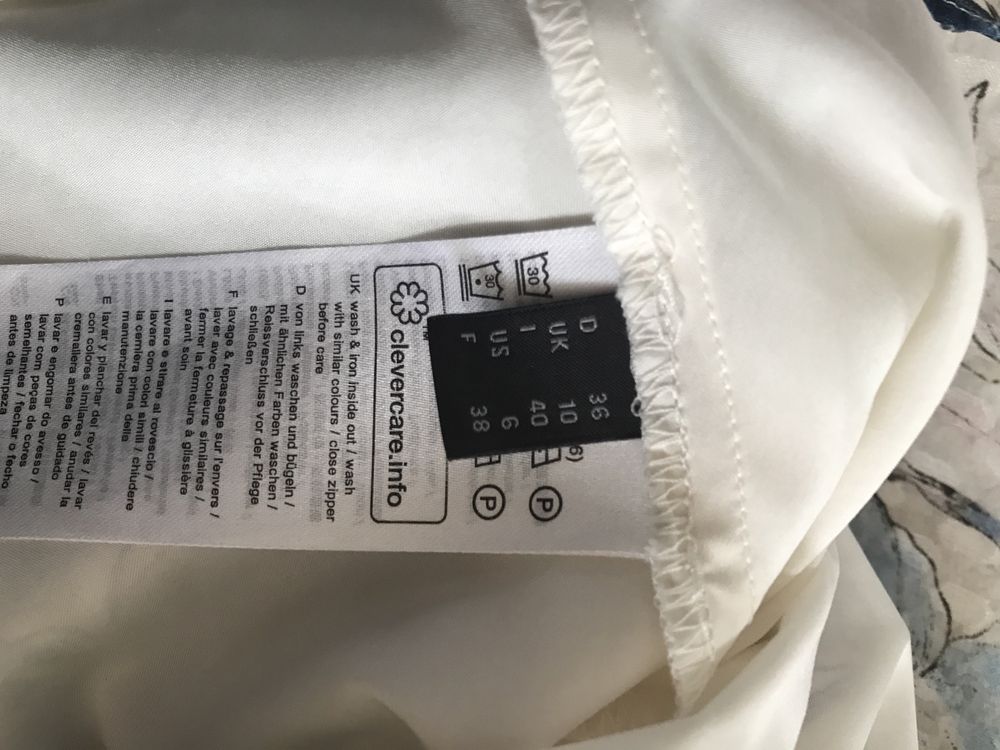 D 36
UK 10
I 40
US 6
F 38
30
30
6)
P
P
clevercare.info
UK wash & iron inside out / wash
with similar colours / close zipper
before care
D von links waschen und bügeln /
mit ähnlichen Farben waschen /
Reissverschluss vor der Pflege
schließen
F lavage & repassage sur l'envers /
laver avec couleurs similaires /
fermer la fermeture à glissière
avant soin
I lavare e stirare al rovescio /
lavare con colori simili / chiudere
la cerniera prima della
manutenzione
E lavar y planchar del revés / lavar
con colores similares / anudar la
cremallera antes de guidado
P lavar e engomar do avesso /
lavar com peças de cores
semelhantes / fechar o fecho
antes de limpeza